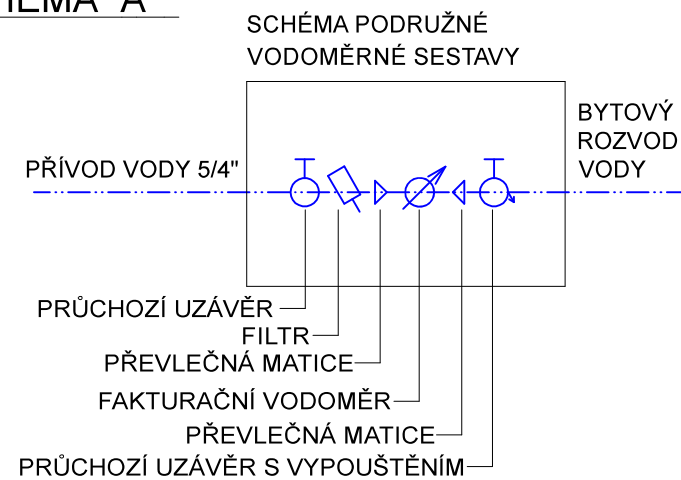 SCHÉMA PODRUŽNÉ
VODOMĚRNÉ SESTAVY
BYTOVÝ
ROZVOD
VODY
PŘÍVOD VODY 5/4"
PRŮCHOZÍ UZÁVĚR
FILTR
PŘEVLEČNÁ MATICE
FAKTURAČNÍ VODOMĚR
PŘEVLEČNÁ MATICE
PRŮCHOZÍ UZÁVĚR S VYPOUŠTĚNÍM